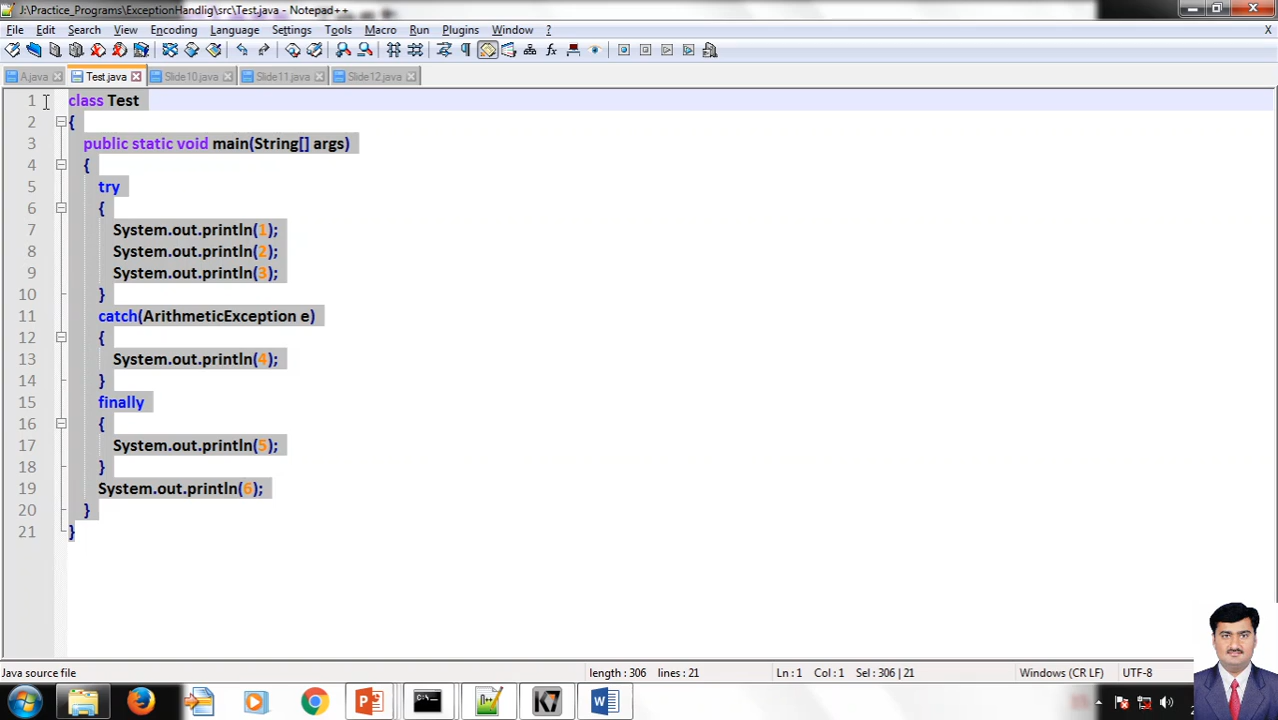 J:\Practice_Programs\ExceptionHandlig\src\Test.java - Notepad++
File Edit Search View Encoding Language Settings Tools Macro Run Plugins Window ? X
A.java Test.java Slide10.java Slide11.java Slide12.java
1 class Test
2 {
3 public static void main(String[] args)
4 {
5 try
6 {
7 System.out.println(1);
8 System.out.println(2);
9 System.out.println(3);
10 }
11 catch(ArithmeticException e)
12 {
13 System.out.println(4);
14 }
15 finally
16 {
17 System.out.println(5);
18 }
19 System.out.println(6);
20 }
21 }
Java source file length : 306 lines : 21 Ln : 1 Col : 1 Sel : 306 | 21 Windows (CR LF) UTF-8